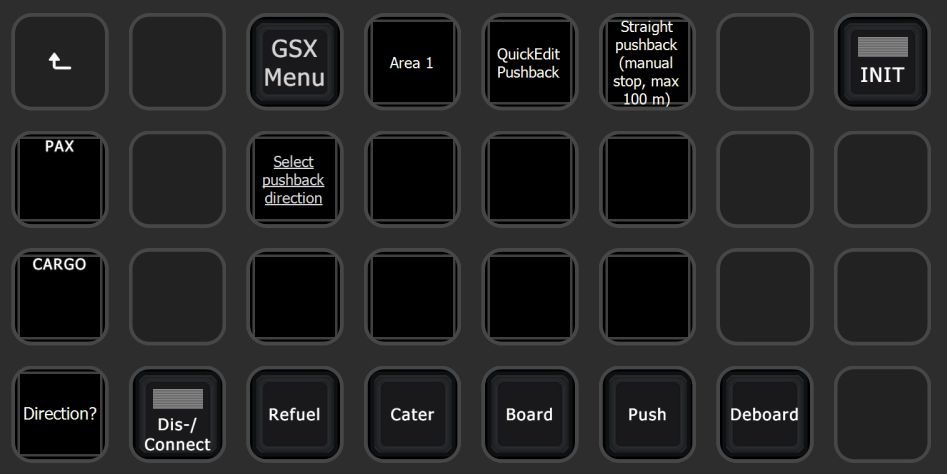 GSX
Menu
Area 1
QuickEdit
Pushback
Straight
pushback
(manual
stop, max
100 m)
INIT
PAX
Select
pushback
direction
CARGO
Direction?
Dis-/
Connect
Refuel
Cater
Board
Push
Deboard